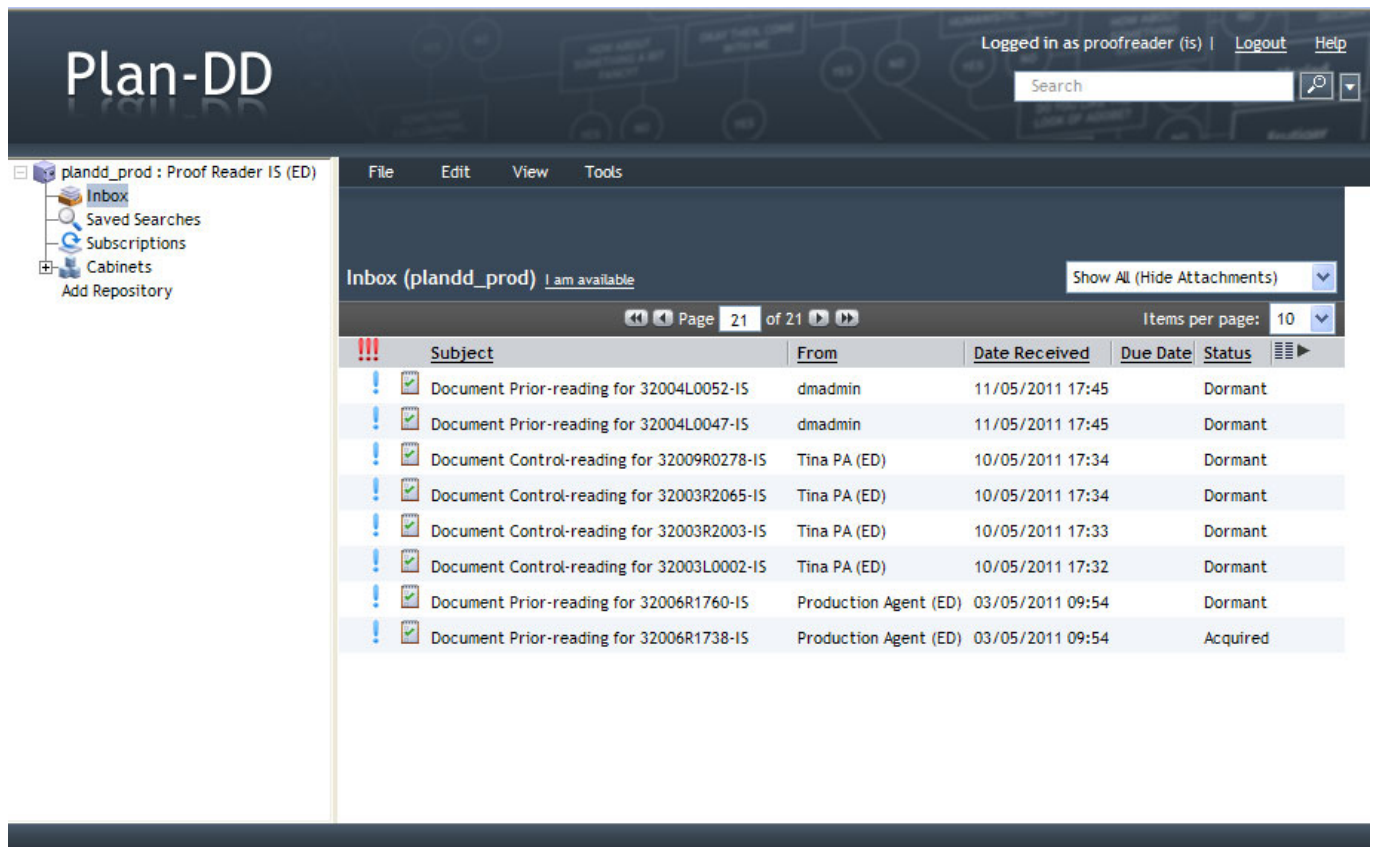 Plan-DD
Logged in as proofreader (is) | Logout Help
Search
plandd_prod : Proof Reader IS (ED)
Inbox
Saved Searches
Subscriptions
Cabinets
Add Repository
File Edit View Tools
Inbox (plandd_prod) I am available
Show All (Hide Attachments)
Page 21 of 21
Items per page: 10
!!! Subject From Date Received Due Date Status
Document Prior-reading for 32004L0052-IS dmadmin 11/05/2011 17:45 Dormant
Document Prior-reading for 32004L0047-IS dmadmin 11/05/2011 17:45 Dormant
Document Control-reading for 32009R0278-IS Tina PA (ED) 10/05/2011 17:34 Dormant
Document Control-reading for 32003R2065-IS Tina PA (ED) 10/05/2011 17:34 Dormant
Document Control-reading for 32003R2003-IS Tina PA (ED) 10/05/2011 17:33 Dormant
Document Control-reading for 32003L0002-IS Tina PA (ED) 10/05/2011 17:32 Dormant
Document Prior-reading for 32006R1760-IS Production Agent (ED) 03/05/2011 09:54 Dormant
Document Prior-reading for 32006R1738-IS Production Agent (ED) 03/05/2011 09:54 Acquired